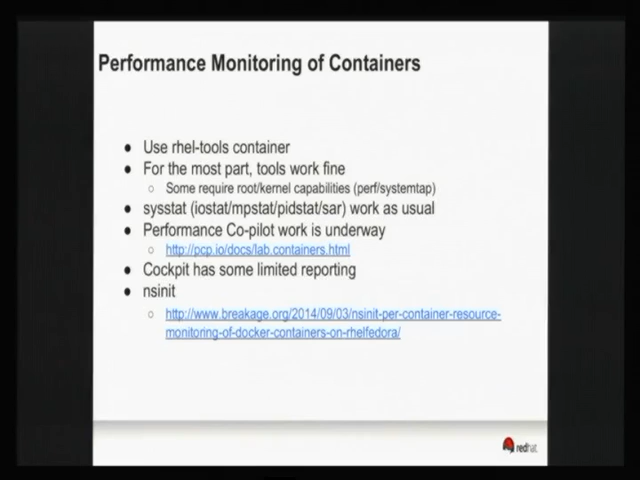 Performance Monitoring of Containers
● Use rhel-tools container
● For the most part, tools work fine
○ Some require root/kernel capabilities (perf/systemtap)
● sysstat (iostat/mpstat/pidstat/sar) work as usual
● Performance Co-pilot work is underway
○ http://pcp.io/docs/lab.containers.html
● Cockpit has some limited reporting
● nsinit
○ http://www.breakage.org/2014/09/03/nsinit-per-container-resource-
monitoring-of-docker-containers-on-rhelfedora/
redhat